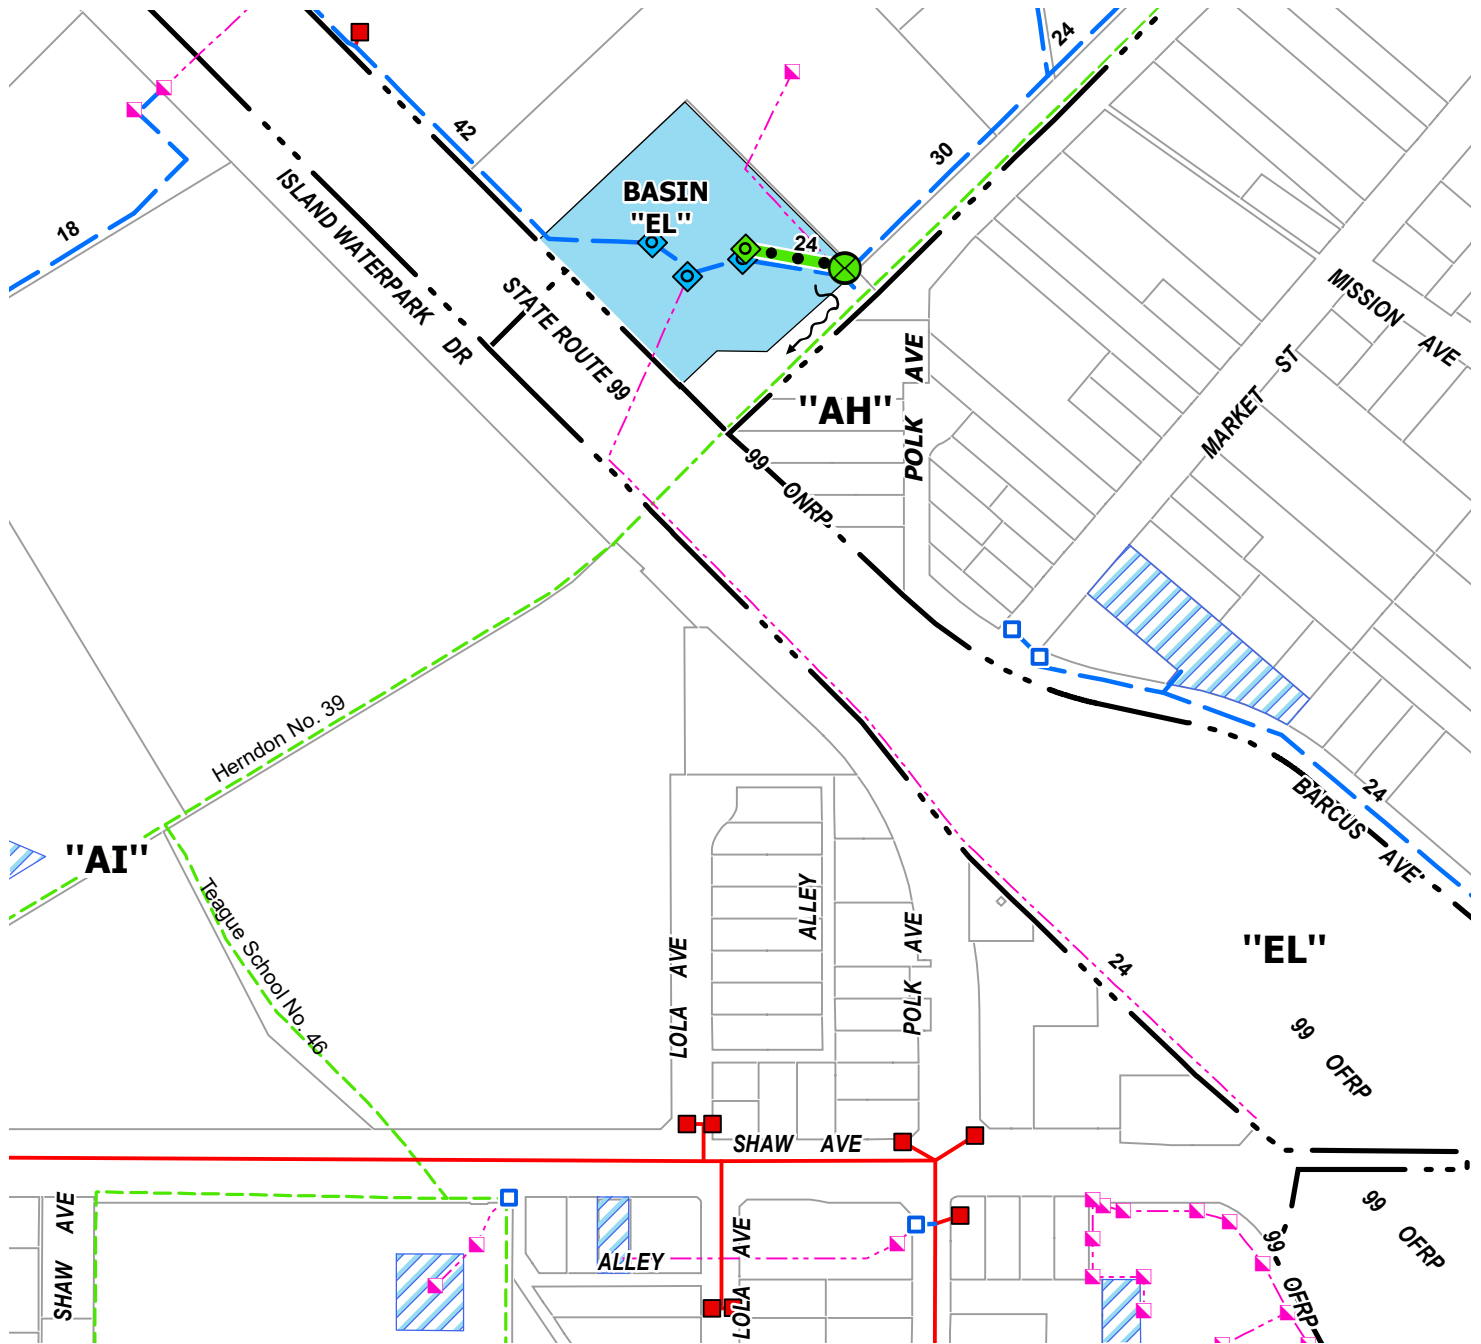 24
42
30
BASIN
"EL"
24
18
ISLAND WATERPARK DR
STATE ROUTE 99
MISSION AVE
MARKET ST
POLK AVE
"AH"
99 ONRP
Herndon No. 39
24
BARCUS AVE
"AI"
Teague School No. 46
ALLEY
LOLA AVE
POLK AVE
"EL"
24
99 OFRP
SHAW AVE
99 OFRP
SHAW AVE
ALLEY
LOLA AVE
LOLA
99 OFRP